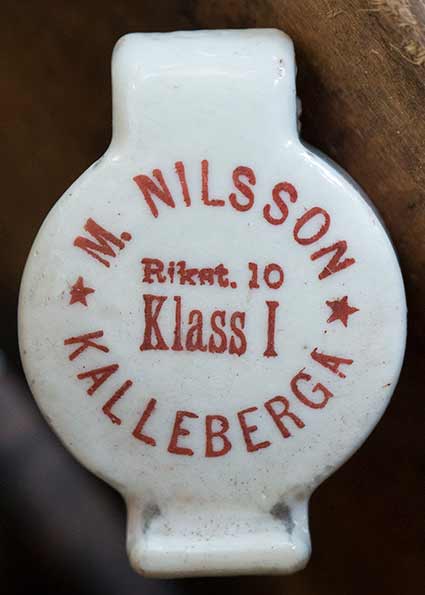 M. NILSSON
Rikst. 10
Klass I
KALLEBERGA